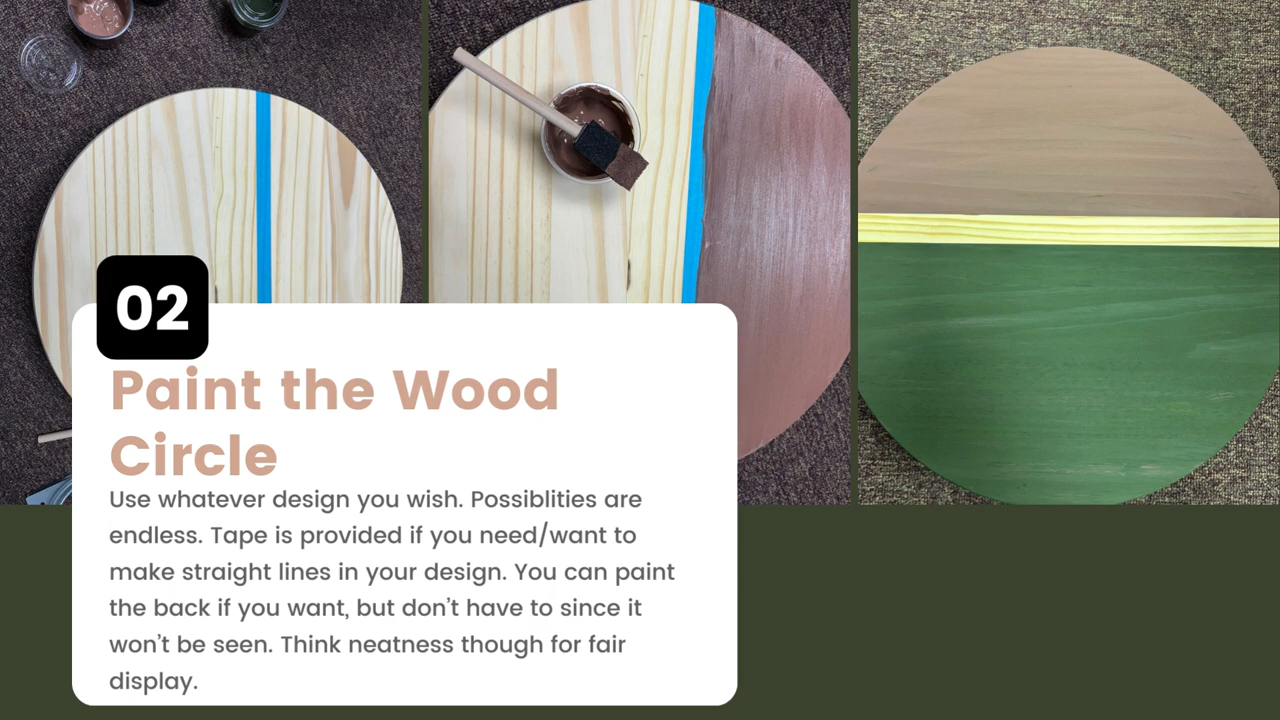 02
Paint the Wood
Circle
Use whatever design you wish. Possiblities are
endless. Tape is provided if you need/want to
make straight lines in your design. You can paint
the back if you want, but don't have to since it
won't be seen. Think neatness though for fair
display.